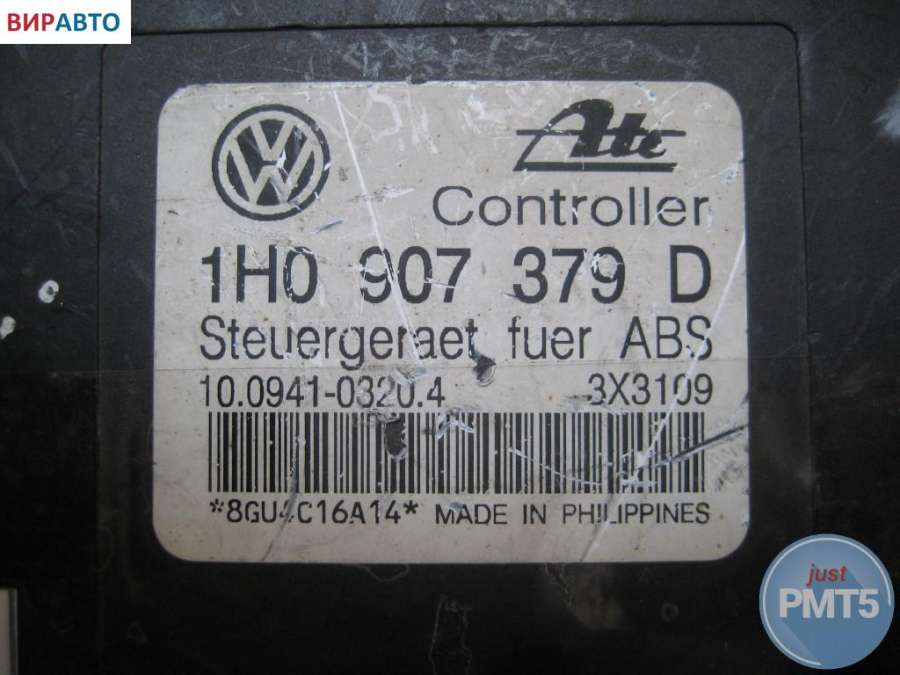 ВИРАВТО
Ate
Controller
1H0 907 379 D
Steuergeraet fuer ABS
10.0941-0320.4 3X3109
*8GU4C16A14* MADE IN PHILIPPINES
just
PMT5